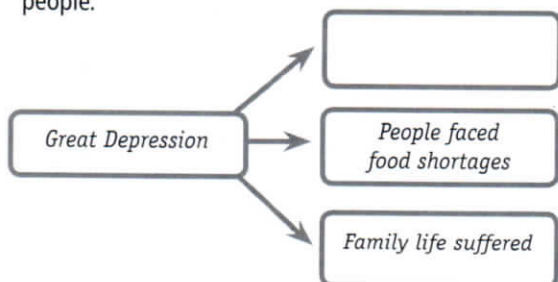 people.
Great Depression
People faced
food shortages
Family life suffered